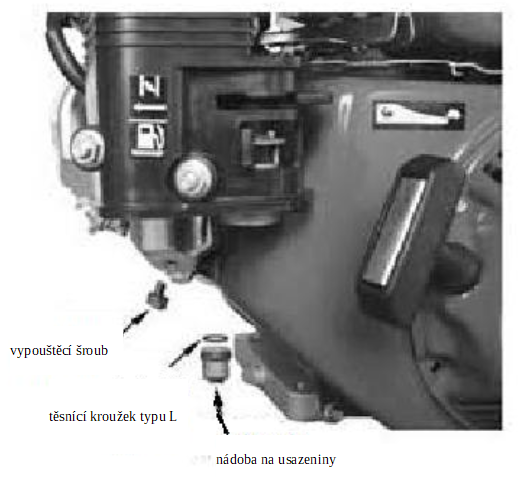 vypouštěcí šroub
těsnící kroužek typu L
nádoba na usazeniny